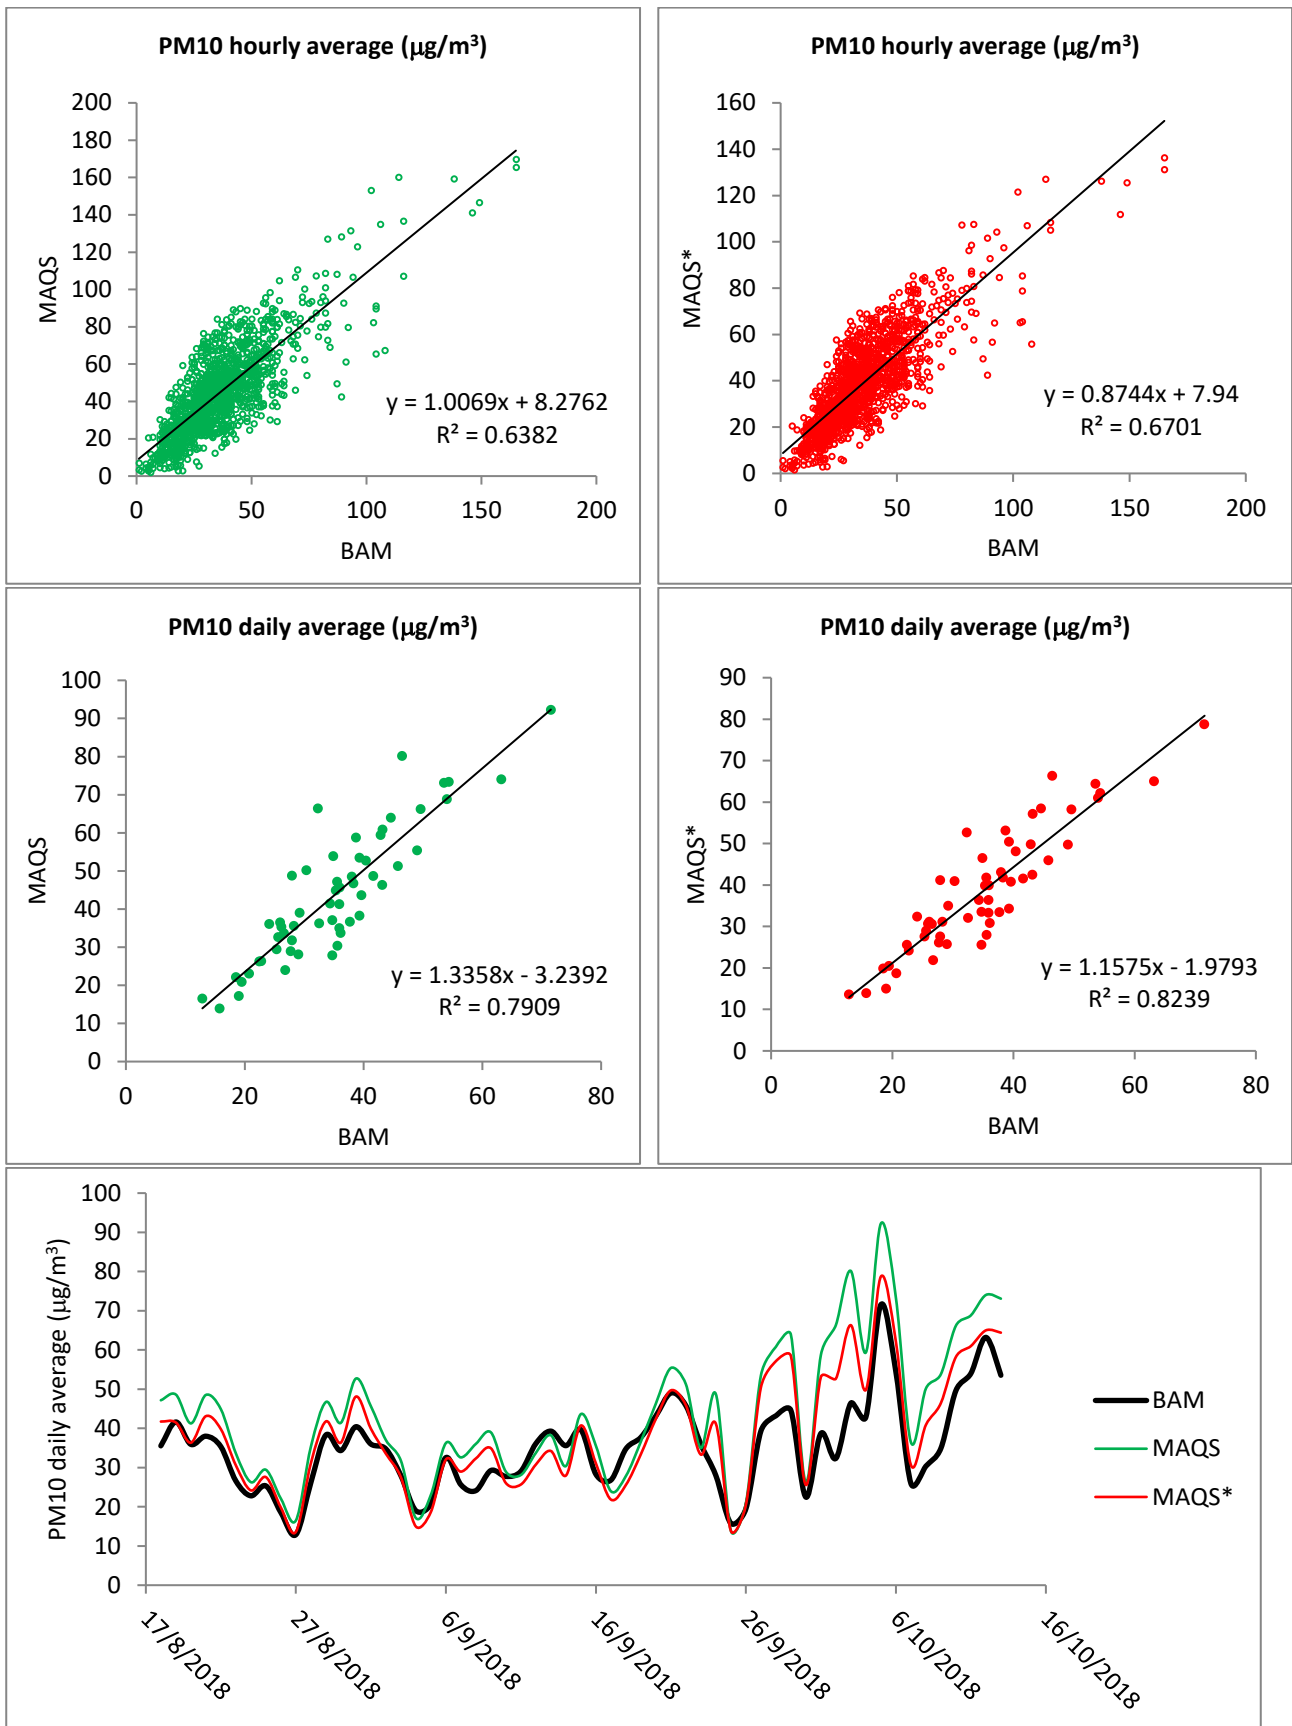 PM10 hourly average (μg/m³)
200
180
160
140
120
100
80
60
40
20
0
MAQS
y = 1.0069x + 8.2762
R² = 0.6382
0 50 100 150 200
BAM
PM10 hourly average (μg/m³)
160
140
120
100
80
60
40
20
0
MAQS*
y = 0.8744x + 7.94
R² = 0.6701
0 50 100 150 200
BAM
PM10 daily average (μg/m³)
100
90
80
70
60
50
40
30
20
10
0
MAQS
y = 1.3358x - 3.2392
R² = 0.7909
0 20 40 60 80
BAM
PM10 daily average (μg/m³)
90
80
70
60
50
40
30
20
10
0
MAQS*
y = 1.1575x - 1.9793
R² = 0.8239
0 20 40 60 80
BAM
PM10 daily average (μg/m³)
100
90
80
70
60
50
40
30
20
10
0
BAM
MAQS
MAQS*
17/8/2018
27/8/2018
6/9/2018
16/9/2018
26/9/2018
6/10/2018
16/10/2018